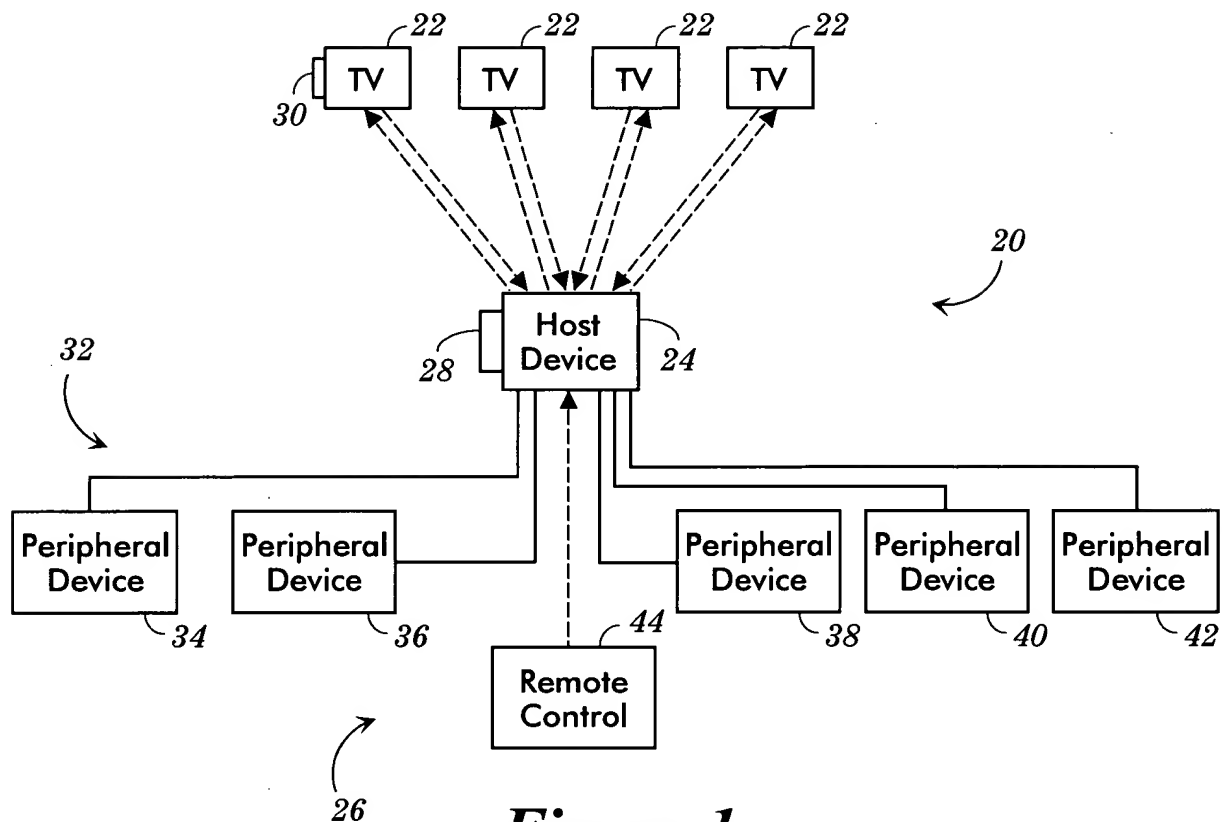 22 22 22 22
TV TV TV TV
30
20
Host
Device
28 24
32
Peripheral Peripheral Peripheral Peripheral Peripheral
Device Device Device Device Device
34 36 44 38 40 42
Remote
Control
26